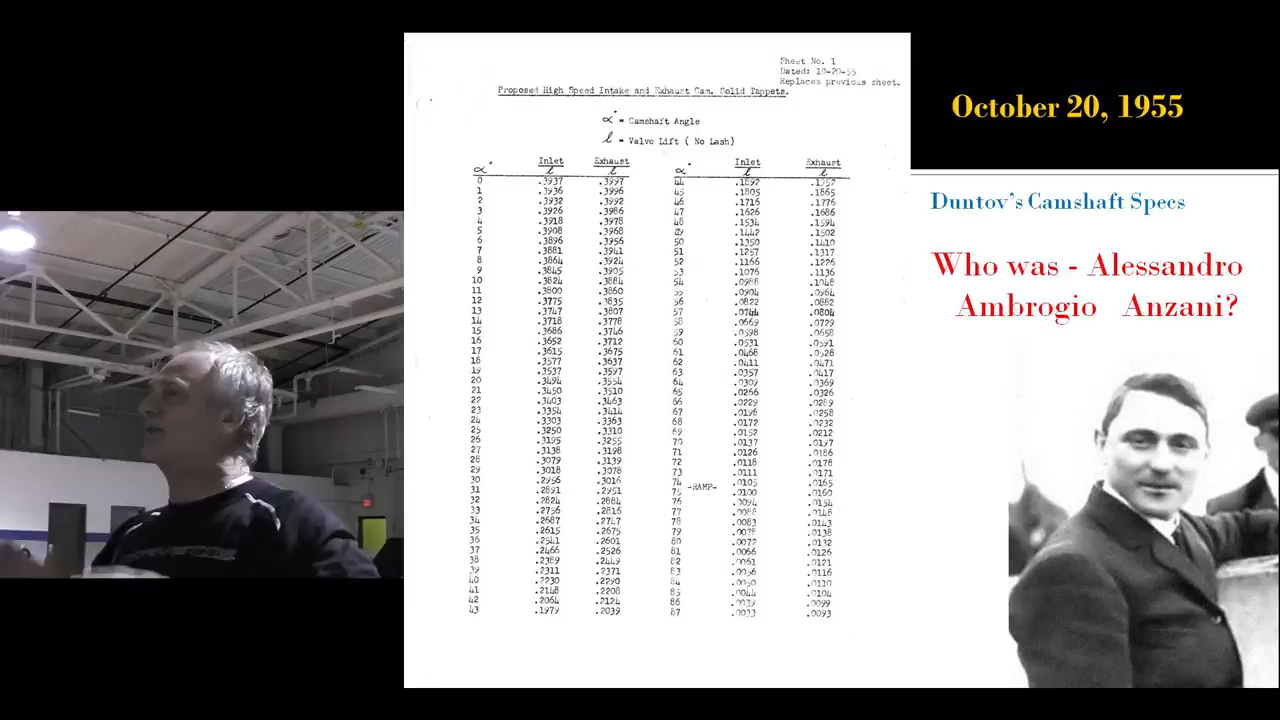 Sheet No. 1
Dated: 10-20-55
Replaces previous sheet.
Proposed High Speed Intake and Exhaust Cam. Solid Tappets.
α° = Camshaft Angle
l = Valve Lift ( No Lash)
Inlet Exhaust Inlet Exhaust
α° l l α° l l
0 .3937 .3997 44 .1892 .1952
1 .3936 .3996 45 .1805 .1865
2 .3932 .3992 46 .1716 .1776
3 .3926 .3986 47 .1626 .1686
4 .3918 .3978 48 .1534 .1594
5 .3908 .3968 49 .1442 .1502
6 .3896 .3956 50 .1350 .1410
7 .3881 .3941 51 .1257 .1317
8 .3864 .3924 52 .1166 .1226
9 .3845 .3905 53 .1076 .1136
10 .3824 .3884 54 .0988 .1048
11 .3800 .3860 55 .0904 .0964
12 .3775 .3835 56 .0822 .0882
13 .3747 .3807 57 .0744 .0804
14 .3718 .3778 58 .0669 .0729
15 .3686 .3746 59 .0598 .0658
16 .3652 .3712 60 .0531 .0591
17 .3615 .3675 61 .0468 .0528
18 .3577 .3637 62 .0411 .0471
19 .3537 .3597 63 .0357 .0417
20 .3494 .3554 64 .0309 .0369
21 .3450 .3510 65 .0266 .0326
22 .3403 .3463 66 .0229 .0289
23 .3354 .3414 67 .0198 .0258
24 .3303 .3363 68 .0172 .0232
25 .3250 .3310 69 .0152 .0212
26 .3195 .3255 70 .0137 .0197
27 .3138 .3198 71 .0126 .0186
28 .3079 .3139 72 .0118 .0178
29 .3018 .3078 73 .0111 .0171
30 .2956 .3016 74 .0105 .0165
-RAMP-
31 .2891 .2951 75 .0100 .0160
32 .2824 .2884 76 .0094 .0154
33 .2756 .2816 77 .0088 .0148
34 .2687 .2747 78 .0083 .0143
35 .2615 .2675 79 .0078 .0138
36 .2541 .2601 80 .0072 .0132
37 .2466 .2526 81 .0066 .0126
38 .2389 .2449 82 .0061 .0121
39 .2311 .2371 83 .0056 .0116
40 .2230 .2290 84 .0050 .0110
41 .2148 .2208 85 .0044 .0104
42 .2064 .2124 86 .0039 .0099
43 .1979 .2039 87 .0033 .0093
October 20, 1955
Duntov's Camshaft Specs
Who was - Alessandro
Ambrogio Anzani?